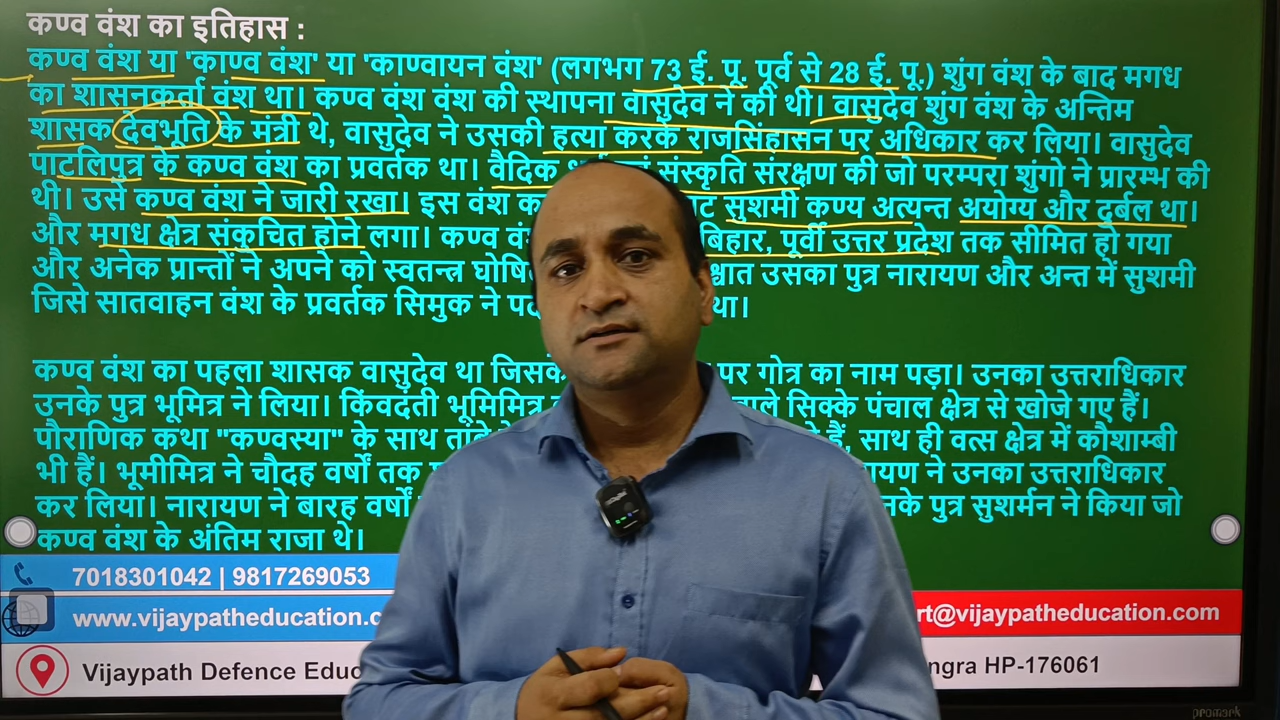 कण्व वंश का इतिहास :
कण्व वंश या 'काण्व वंश' या 'काण्वायन वंश' (लगभग 73 ई. पू. पूर्व से 28 ई. पू.) शुंग वंश के बाद मगध
का शासनकर्ता वंश था। कण्व वंश वंश की स्थापना वासुदेव ने की थी। वासुदेव शुंग वंश के अन्तिम
शासक देवभूति के मंत्री थे, वासुदेव ने उसकी हत्या करके राजसिंहासन पर अधिकार कर लिया। वासुदेव
पाटलिपुत्र के कण्व वंश का प्रवर्तक था। वैदिक संस्कृति संरक्षण की जो परम्परा शुंगो ने प्रारम्भ की
थी। उसे कण्व वंश ने जारी रखा। इस वंश का सुशमी कण्य अत्यन्त अयोग्य और दुर्बल था।
और मगध क्षेत्र संकुचित होने लगा। कण्व बिहार, पूर्वी उत्तर प्रदेश तक सीमित हो गया
और अनेक प्रान्तों ने अपने को स्वतन्त्र उसका पुत्र नारायण और अन्त में सुशमी
जिसे सातवाहन वंश के प्रवर्तक सिमुक ने था।
कण्व वंश का पहला शासक वासुदेव था पर गोत्र का नाम पड़ा। उनका उत्तराधिकार
उनके पुत्र भूमित्र ने लिया। किंवदंती भूमिमित्र सिक्के पंचाल क्षेत्र से खोजे गए हैं।
पौराणिक कथा "कण्वस्या" के साथ तांबे हैं, साथ ही वत्स क्षेत्र में कौशाम्बी
भी हैं। भूमीमित्र ने चौदह वर्षों तक ने उनका उत्तराधिकार
कर लिया। नारायण ने बारह वर्षों पुत्र सुशर्मन ने किया जो
कण्व वंश के अंतिम राजा थे।
7018301042 | 9817269053
www.vijaypatheducation.c rt@vijaypatheducation.com
Vijaypath Defence Educ ngra HP-176061
promark